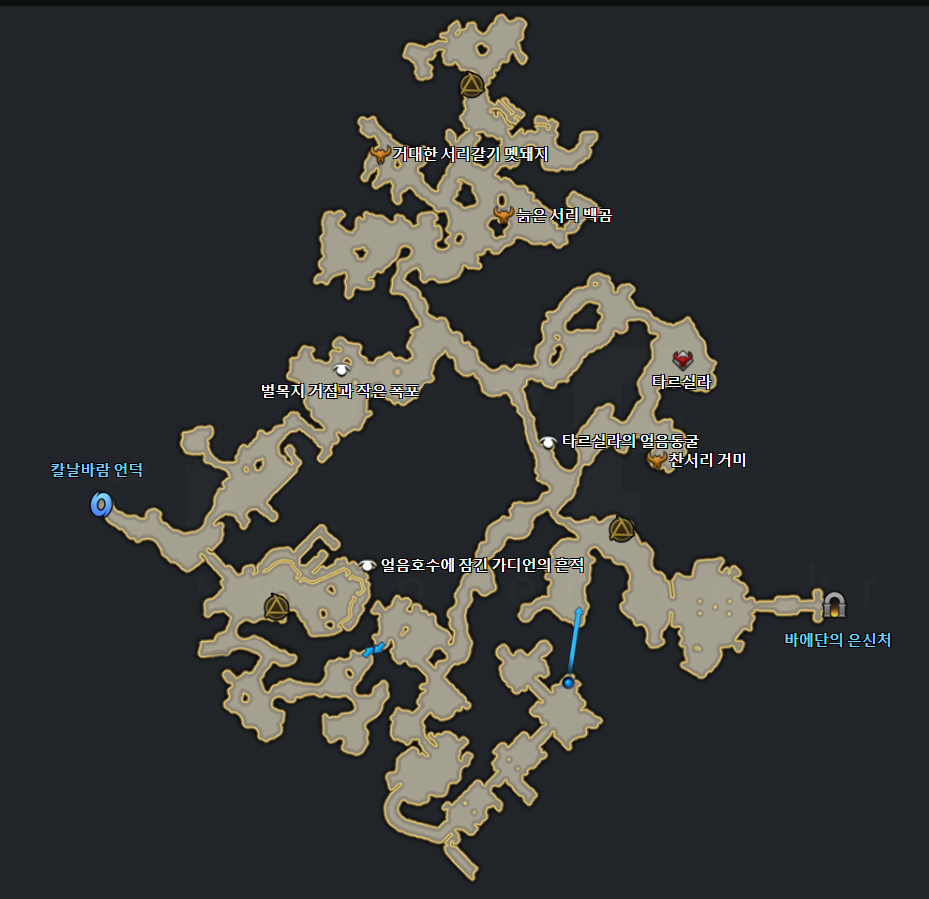 거대한 서리갈기 멧돼지
늙은 서리 백곰
타르실라
벌목지 거점과 작은 폭포
타르실라의 얼음동굴
찬서리 거미
칼날바람 언덕
얼음호수에 잠긴 가디언의 흔적
바에단의 은신처